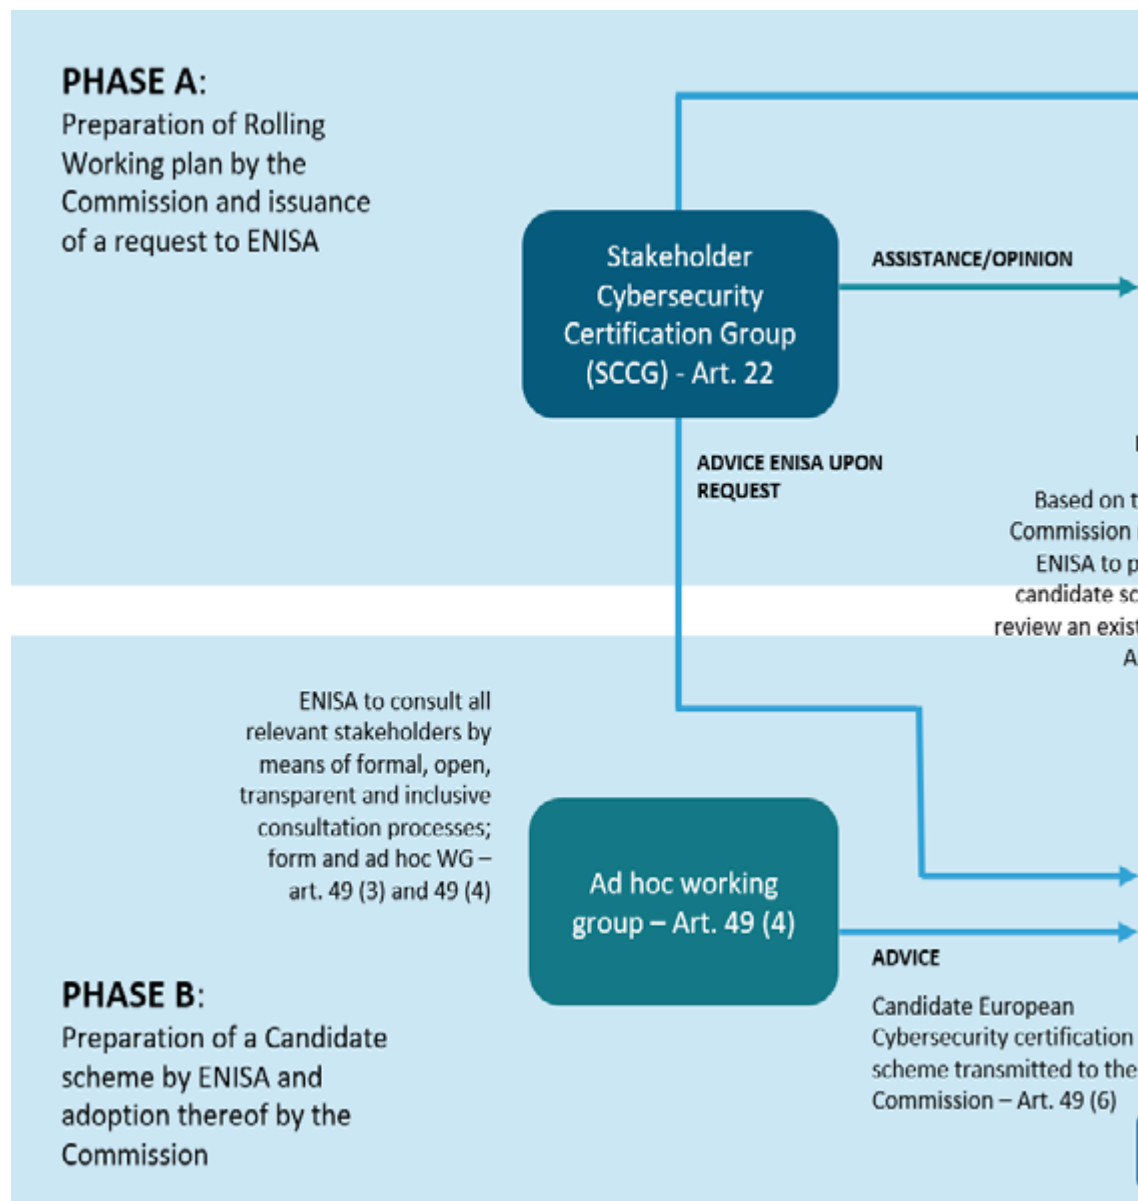 PHASE A:
Preparation of Rolling
Working plan by the
Commission and issuance
of a request to ENISA
Stakeholder
Cybersecurity
Certification Group
(SCCG) - Art. 22
ASSISTANCE/OPINION
ADVICE ENISA UPON
REQUEST
Based on
Commission
ENISA to
candidate
review an
ENISA to consult all
relevant stakeholders by
means of formal, open,
transparent and inclusive
consultation processes;
form and ad hoc WG –
art. 49 (3) and 49 (4)
Ad hoc working
group – Art. 49 (4)
ADVICE
Candidate European
Cybersecurity certification
scheme transmitted to the
Commission – Art. 49 (6)
PHASE B:
Preparation of a Candidate
scheme by ENISA and
adoption thereof by the
Commission